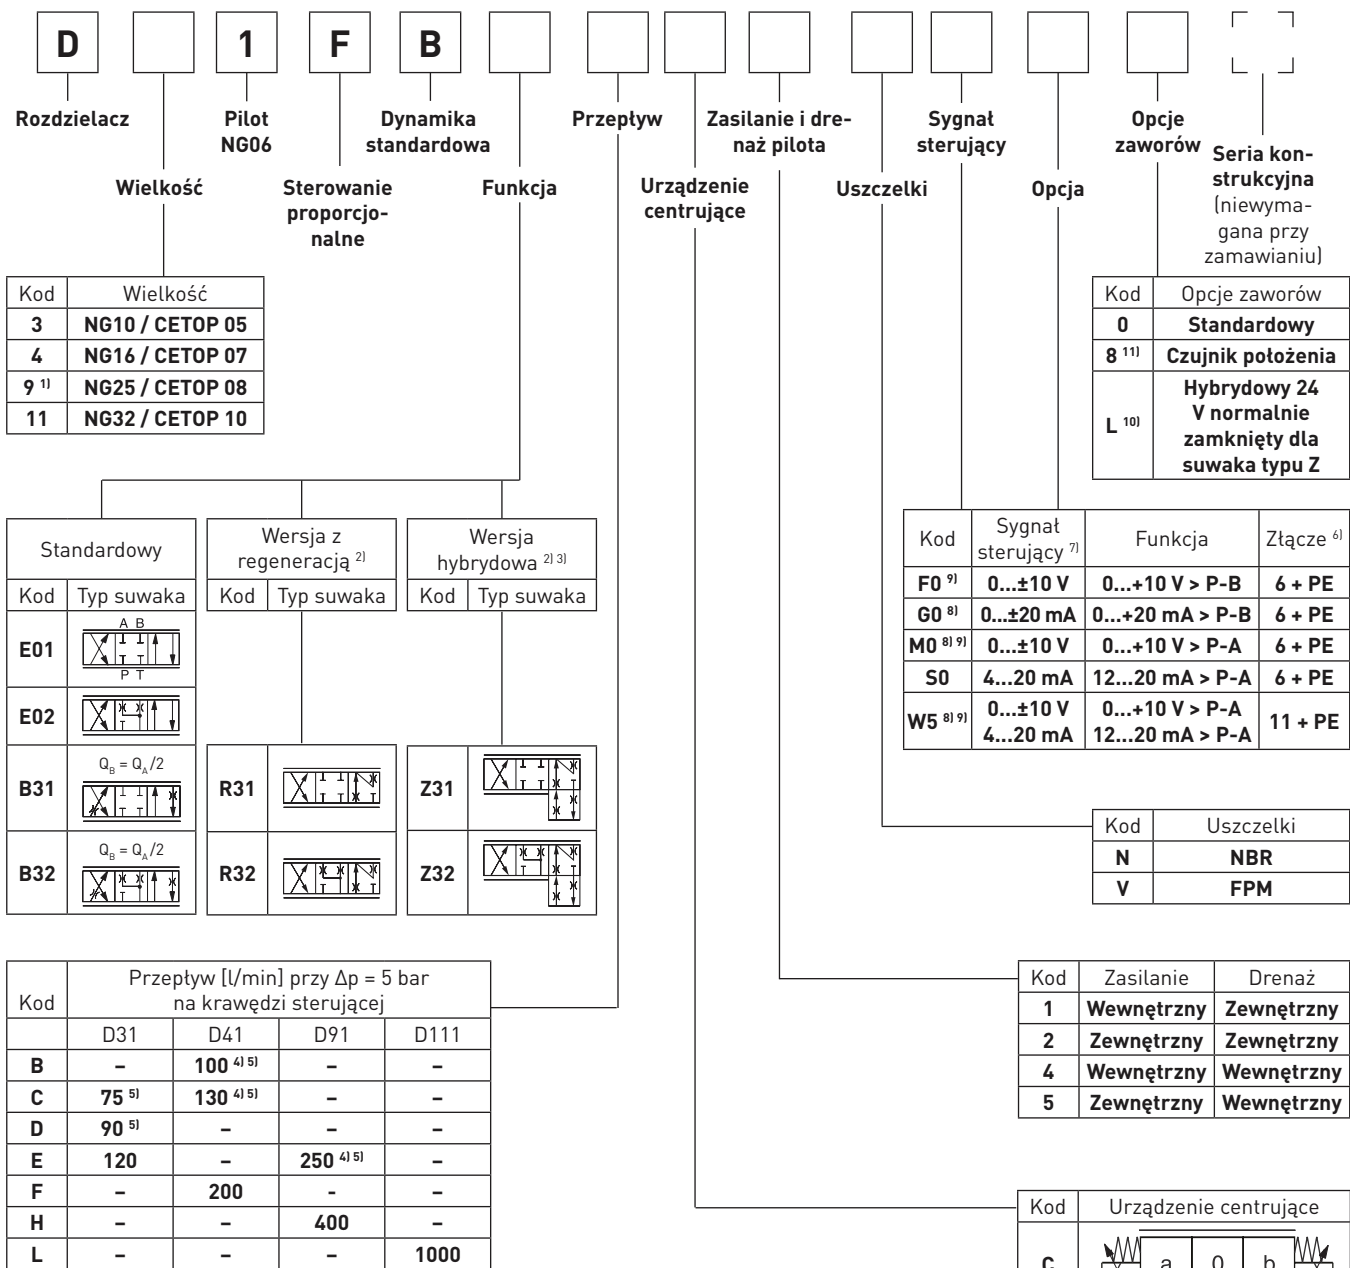 D 1 F B
Rozdzielacz
Pilot
NG06
Dynamika
standardowa
Przepływ
Zasilanie i dre-
naż pilota
Sygnał
sterujący
Opcje
zaworów
Wielkość
Sterowanie
proporcjo-
nalne
Funkcja
Urządzenie
centrujące
Uszczelki
Opcja
Seria kon-
strukcyjna
(niewyma-
gana przy
zamawianiu)
Kod Wielkość
3 NG10 / CETOP 05
4 NG16 / CETOP 07
9 1) NG25 / CETOP 08
11 NG32 / CETOP 10
Kod Opcje zaworów
0 Standardowy
8 11) Czujnik położenia
L 10) Hybrydowy 24
V normalnie
zamknięty dla
suwaka typu Z
Standardowy
Kod Typ suwaka
E01 A B
P T
E02
B31 QB = QA/2
B32 QB = QA/2
Wersja z
regeneracją 2)
Kod Typ suwaka
R31
R32
Wersja
hybrydowa 2) 3)
Kod Typ suwaka
Z31
Z32
Kod Sygnał
sterujący 7) Funkcja Złącze 6)
F0 9) 0...±10 V 0...+10 V > P-B 6 + PE
G0 8) 0...±20 mA 0...+20 mA > P-B 6 + PE
M0 8) 9) 0...±10 V 0...+10 V > P-A 6 + PE
S0 4...20 mA 12...20 mA > P-A 6 + PE
W5 8) 9) 0...±10 V 0...+10 V > P-A 11 + PE
4...20 mA 12...20 mA > P-A
Kod Uszczelki
N NBR
V FPM
Kod Przepływ [l/min] przy Δp = 5 bar
na krawędzi sterującej
D31 D41 D91 D111
B – 100 4) 5) – –
C 75 5) 130 4) 5) – –
D 90 5) – – –
E 120 – 250 4) 5) –
F – 200 - –
H – – 400 –
L – – – 1000
Kod Zasilanie Drenaż
1 Wewnętrzny Zewnętrzny
2 Zewnętrzny Zewnętrzny
4 Wewnętrzny Wewnętrzny
5 Zewnętrzny Wewnętrzny
Kod Urządzenie centrujące
C a 0 b